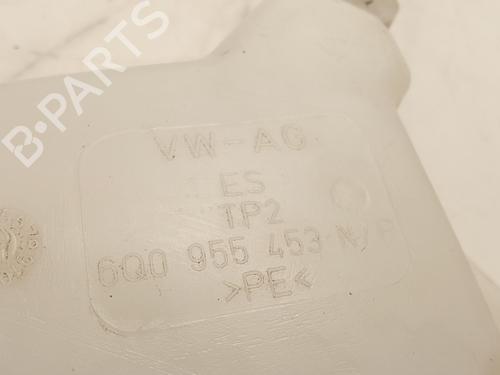 B-PARTS
VW-AG.
ES
TP2
6Q0 955 453 N/P
>PE<